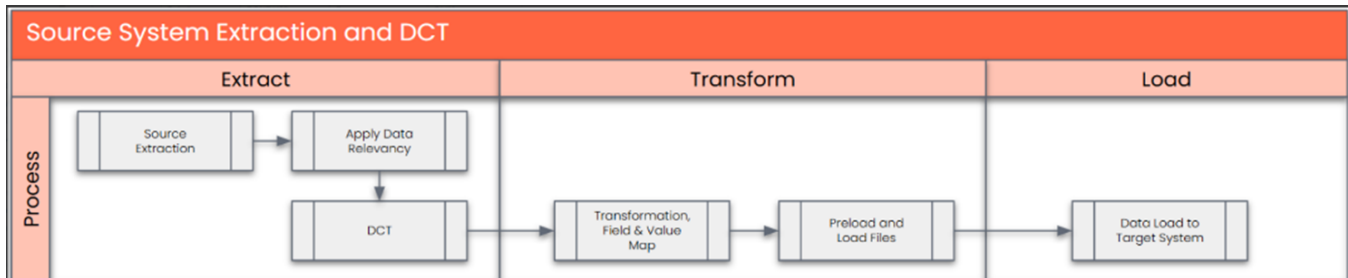 Source System Extraction and DCT
Extract
Transform
Load
Process
Source
Extraction
Apply Data
Relevancy
DCT
Transformation,
Field & Value
Map
Preload and
Load Files
Data Load to
Target System